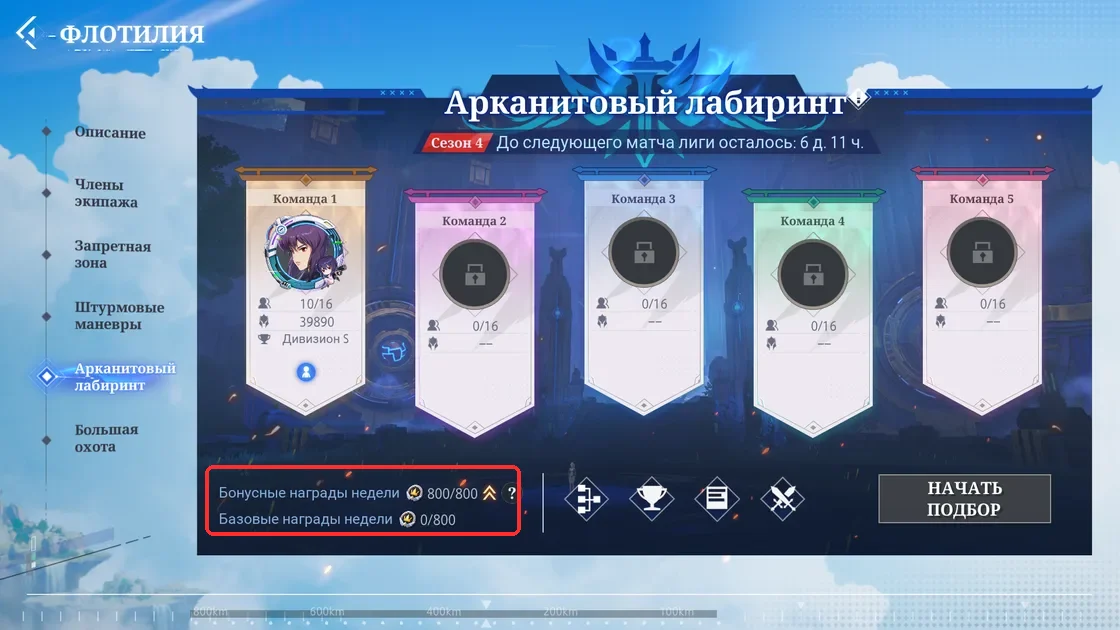 ФЛОТИЛИЯ
Описание
Члены
экипажа
Запретная
зона
Штурмовые
маневры
Арканитовый
лабиринт
Большая
охота
Арканитовый лабиринт
Сезон 4 До следующего матча лиги осталось: 6 д. 11 ч.
Команда 1
10/16
39890
Дивизион S
Команда 2
0/16
--
Команда 3
0/16
--
Команда 4
0/16
--
Команда 5
0/16
--
Бонусные награды недели 800/800 ?
Базовые награды недели 0/800
НАЧАТЬ
ПОДБОР
800km 600km 400km 200km 100km